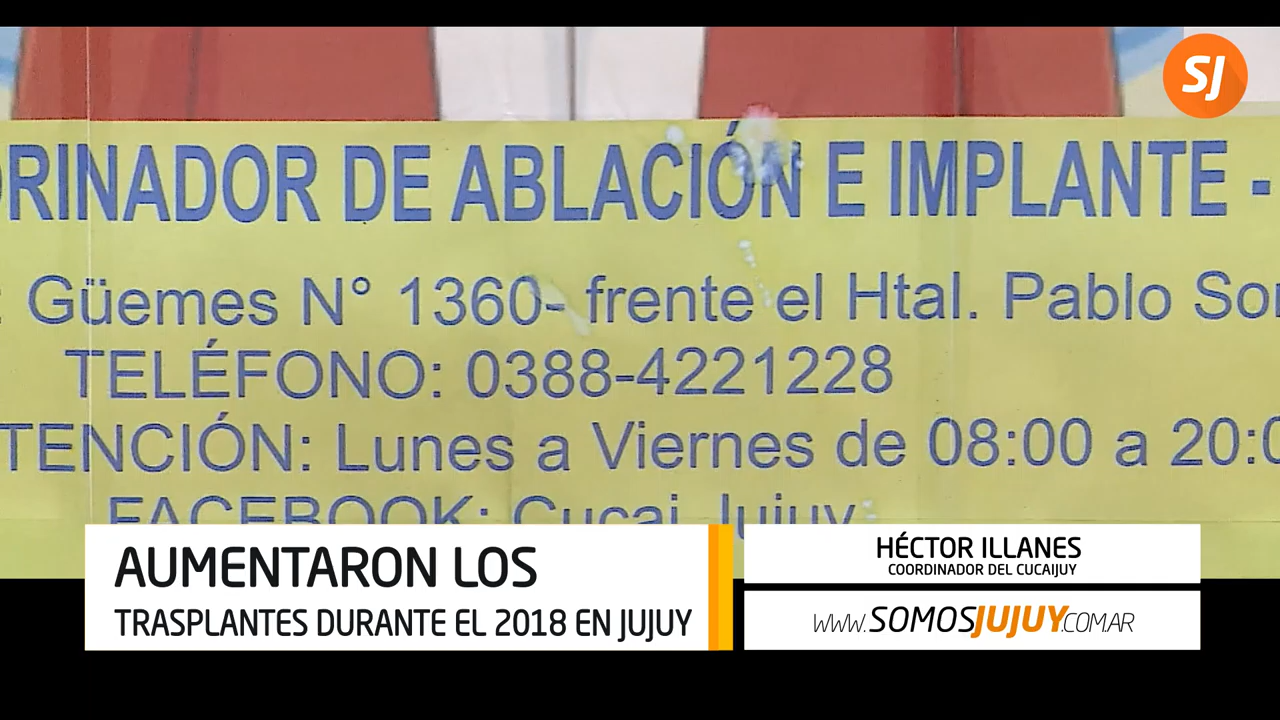 SJ
ORINADOR DE ABLACIÓN E IMPLANTE -
: Güemes N° 1360- frente el Htal. Pablo Sor
TELÉFONO: 0388-4221228
TENCIÓN: Lunes a Viernes de 08:00 a 20:0
FACEBOOK: Cucai Jujuy
AUMENTARON LOS
TRASPLANTES DURANTE EL 2018 EN JUJUY
HÉCTOR ILLANES
COORDINADOR DEL CUCAIJUY
WWW.SOMOSJUJUY.COM.AR